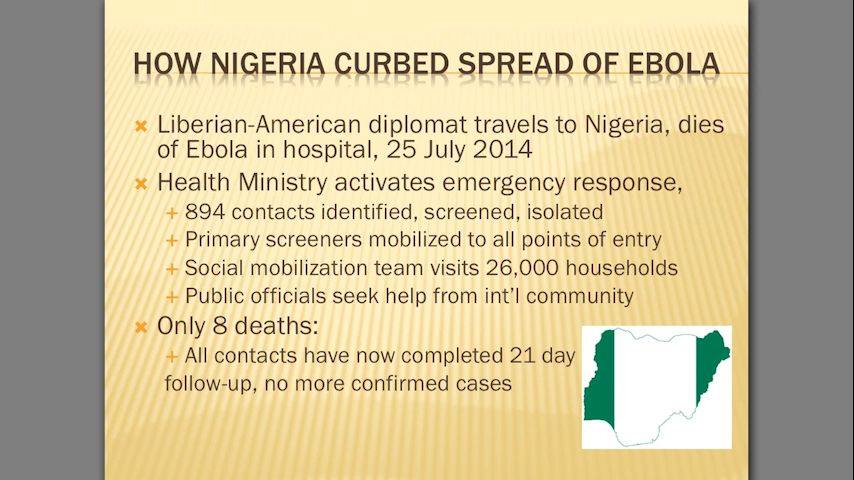 HOW NIGERIA CURBED SPREAD OF EBOLA
Liberian-American diplomat travels to Nigeria, dies
of Ebola in hospital, 25 July 2014
Health Ministry activates emergency response,
+ 894 contacts identified, screened, isolated
+ Primary screeners mobilized to all points of entry
+ Social mobilization team visits 26,000 households
+ Public officials seek help from int'l community
Only 8 deaths:
+ All contacts have now completed 21 day
follow-up, no more confirmed cases